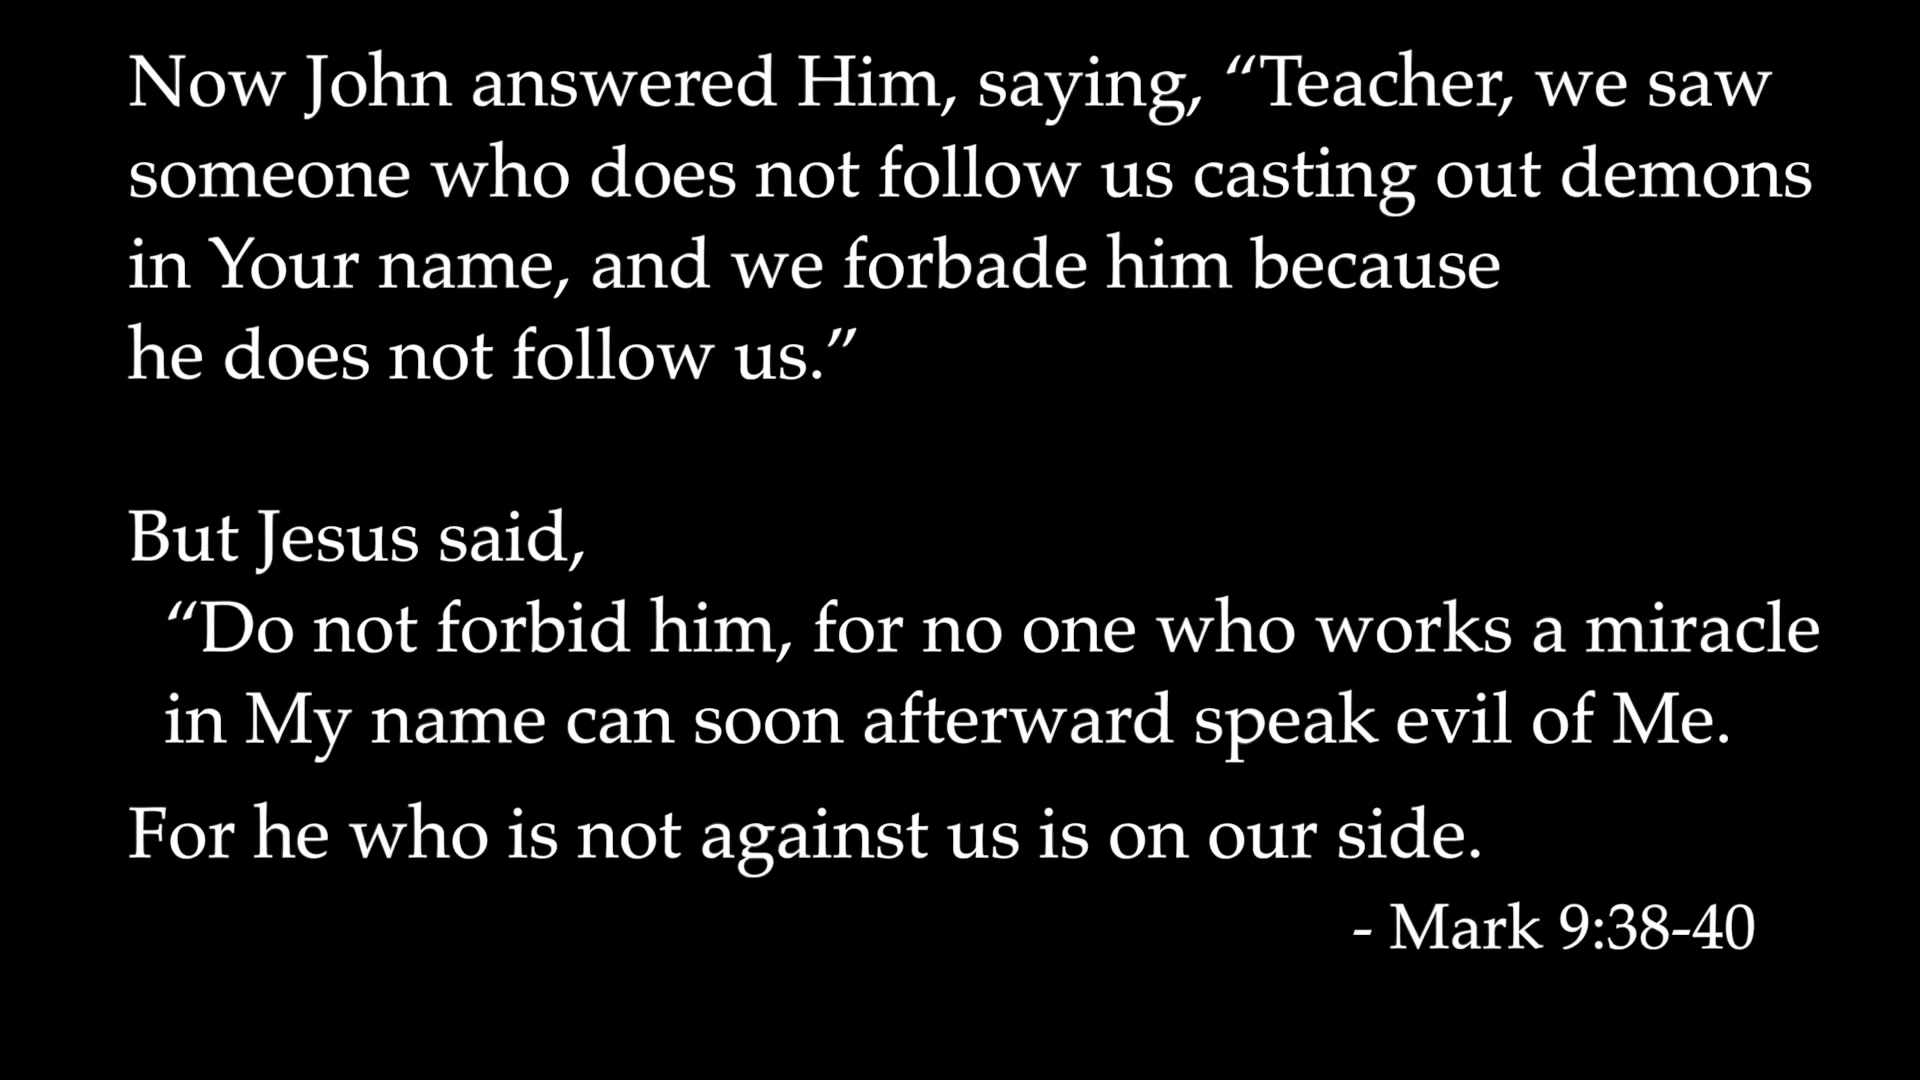 Now John answered Him, saying, “Teacher, we saw
someone who does not follow us casting out demons
in Your name, and we forbade him because
he does not follow us.”
But Jesus said,
“Do not forbid him, for no one who works a miracle
in My name can soon afterward speak evil of Me.
For he who is not against us is on our side.
- Mark 9:38-40